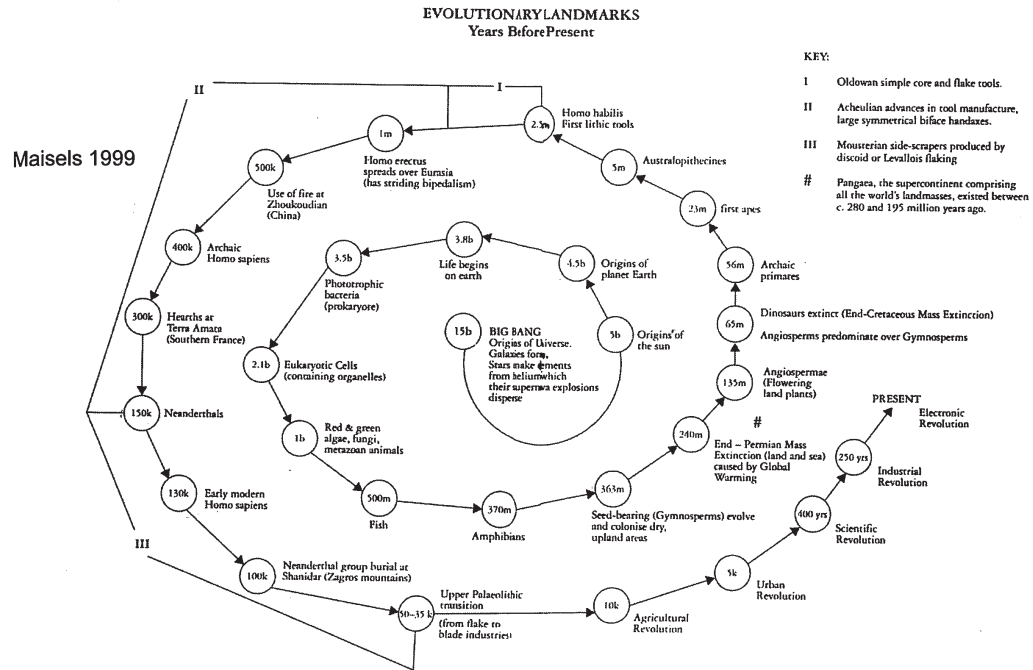 EVOLUTIONARY LANDMARKS
Years Before Present
Maisels 1999
KEY:
I Oldowan simple core and flake tools.
II Acheulian advances in tool manufacture,
large symmetrical biface handaxes.
III Mousterian side-scrapers produced by
discoid or Levallois flaking
# Pangaea, the supercontinent comprising
all the world's landmasses, existed between
c. 280 and 195 million years ago.
15b
BIG BANG
Origins of Universe.
Galaxies form,
Stars make elements
from helium which
their supernova explosions
disperse
5b
Origins of
the sun
4.5b
Origins of
planet Earth
3.8b
Life begins
on earth
3.5b
Phototrophic
bacteria
(prokaryore)
2.1b
Eukaryotic Cells
(containing organelles)
1b
Red & green
algae, fungi,
metazoan animals
500m
Fish
370m
Amphibians
363m
Seed-bearing (Gymnosperms) evolve
and colonise dry,
upland areas
240m
#
End – Permian Mass
Extinction (land and sea)
caused by Global
Warming
135m
Angiospermae
(Flowering
land plants)
65m
Dinosaurs extinct (End-Cretaceous Mass Extinction)
Angiosperms predominate over Gymnosperms
56m
Archaic
primates
23m
first apes
5m
Australopithecines
2.5m
Homo habilis
First lithic tools
I
II
1m
Homo erectus
spreads over Eurasia
(has striding bipedalism)
500k
Use of fire at
Zhoukoudian
(China)
400k
Archaic
Homo sapiens
300k
Hearths at
Terra Amata
(Southern France)
150k
Neanderthals
130k
Early modern
Homo sapiens
III
100k
Neanderthal group burial at
Shanidar (Zagros mountains)
50–35 k
Upper Palaeolithic
transition
(from flake to
blade industries)
10k
Agricultural
Revolution
5k
Urban
Revolution
400 yrs
Scientific
Revolution
250 yrs
Industrial
Revolution
PRESENT
Electronic
Revolution